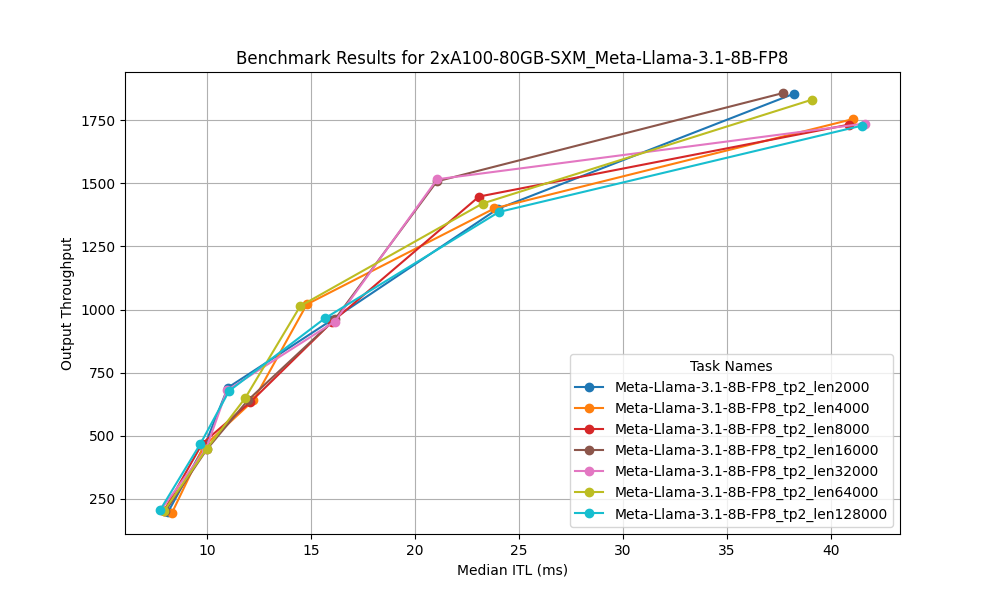 Benchmark Results for 2xA100-80GB-SXM_Meta-Llama-3.1-8B-FP8
Output Throughput
1750
1500
1250
1000
750
500
250
10 15 20 25 30 35 40
Median ITL (ms)
Task Names
Meta-Llama-3.1-8B-FP8_tp2_len2000
Meta-Llama-3.1-8B-FP8_tp2_len4000
Meta-Llama-3.1-8B-FP8_tp2_len8000
Meta-Llama-3.1-8B-FP8_tp2_len16000
Meta-Llama-3.1-8B-FP8_tp2_len32000
Meta-Llama-3.1-8B-FP8_tp2_len64000
Meta-Llama-3.1-8B-FP8_tp2_len128000